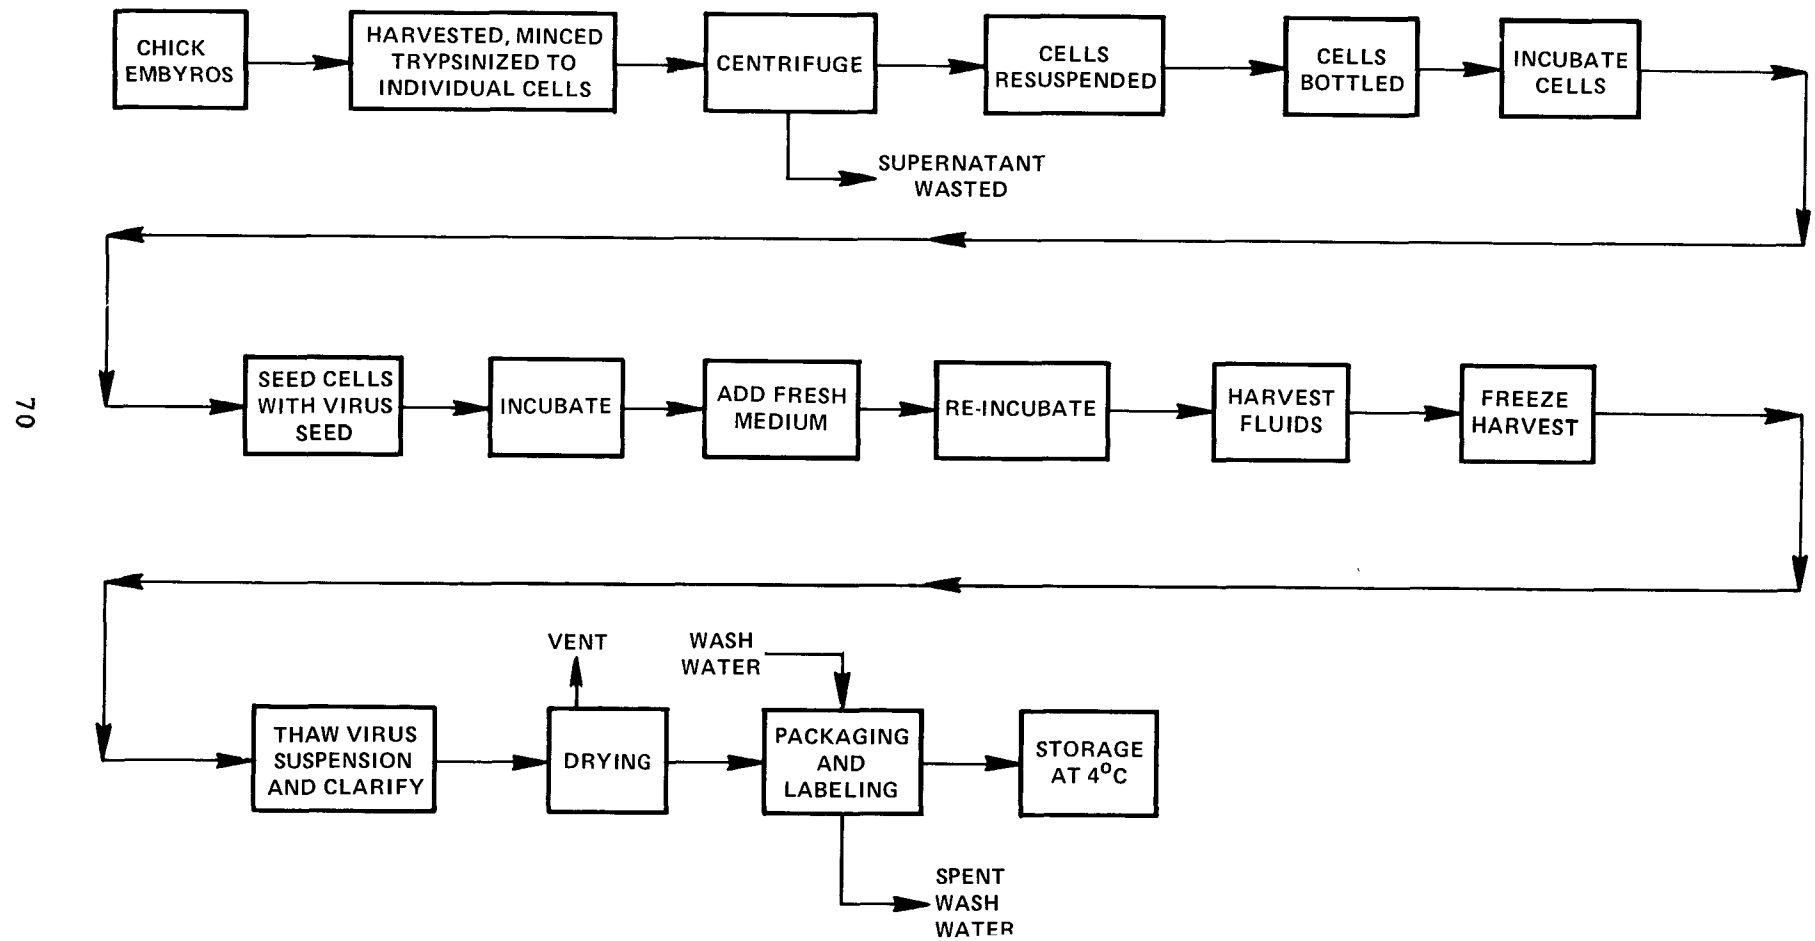 CHICK
EMBYROS
HARVESTED, MINCED
TRYPSINIZED TO
INDIVIDUAL CELLS
CENTRIFUGE
CELLS
RESUSPENDED
CELLS
BOTTLED
INCUBATE
CELLS
SUPERNATANT
WASTED
SEED CELLS
WITH VIRUS
SEED
INCUBATE
ADD FRESH
MEDIUM
RE-INCUBATE
HARVEST
FLUIDS
FREEZE
HARVEST
70
VENT
WASH
WATER
THAW VIRUS
SUSPENSION
AND CLARIFY
DRYING
PACKAGING
AND
LABELING
STORAGE
AT 4°C
SPENT
WASH
WATER